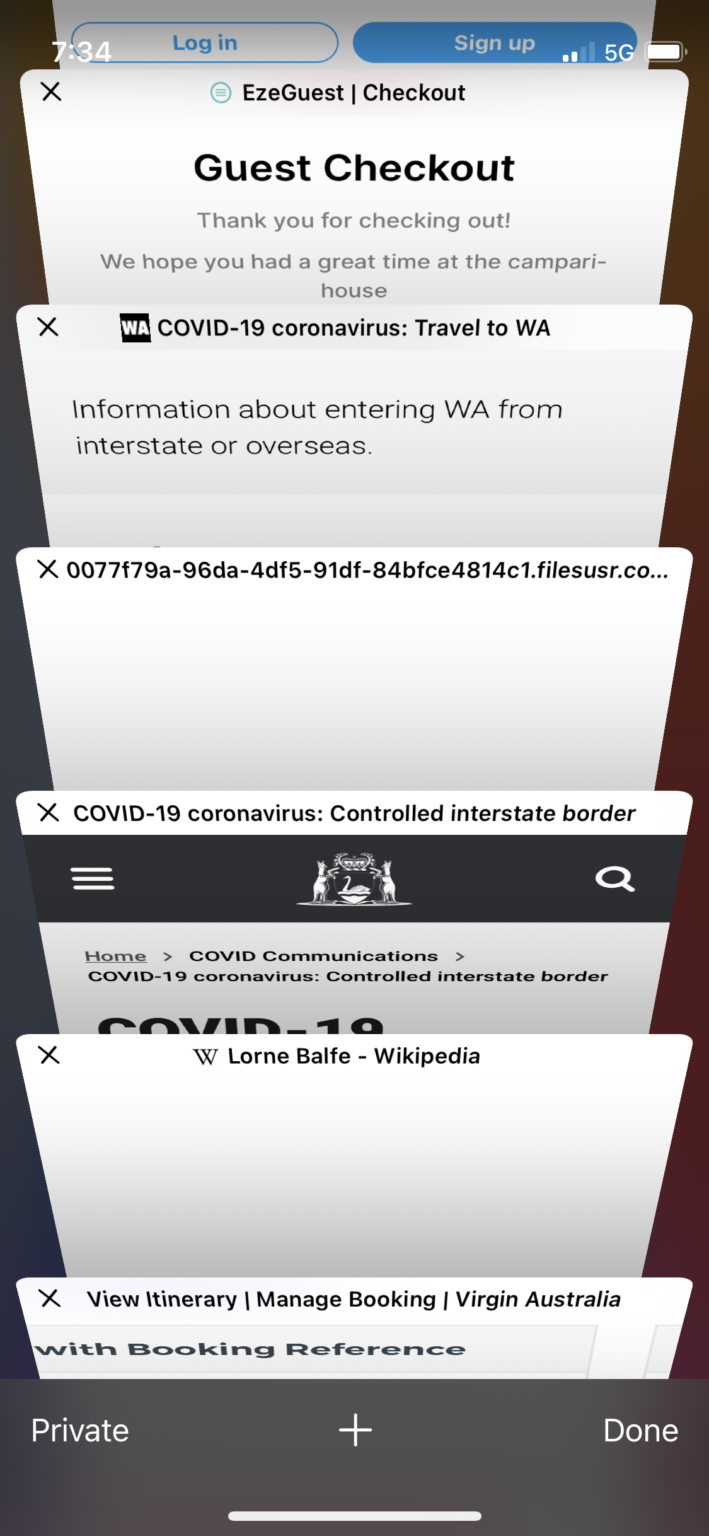 Log in
Sign up
7:34
5G
EzeGuest | Checkout
Guest Checkout
Thank you for checking out!
We hope you had a great time at the campari-
house
WA COVID-19 coronavirus: Travel to WA
Information about entering WA from
interstate or overseas.
0077f79a-96da-4df5-91df-84bfce4814c1.filesusr.co...
COVID-19 coronavirus: Controlled interstate border
Home > COVID Communications >
COVID-19 coronavirus: Controlled interstate border
COVID-19
W Lorne Balfe - Wikipedia
View Itinerary | Manage Booking | Virgin Australia
with Booking Reference
Private
Done